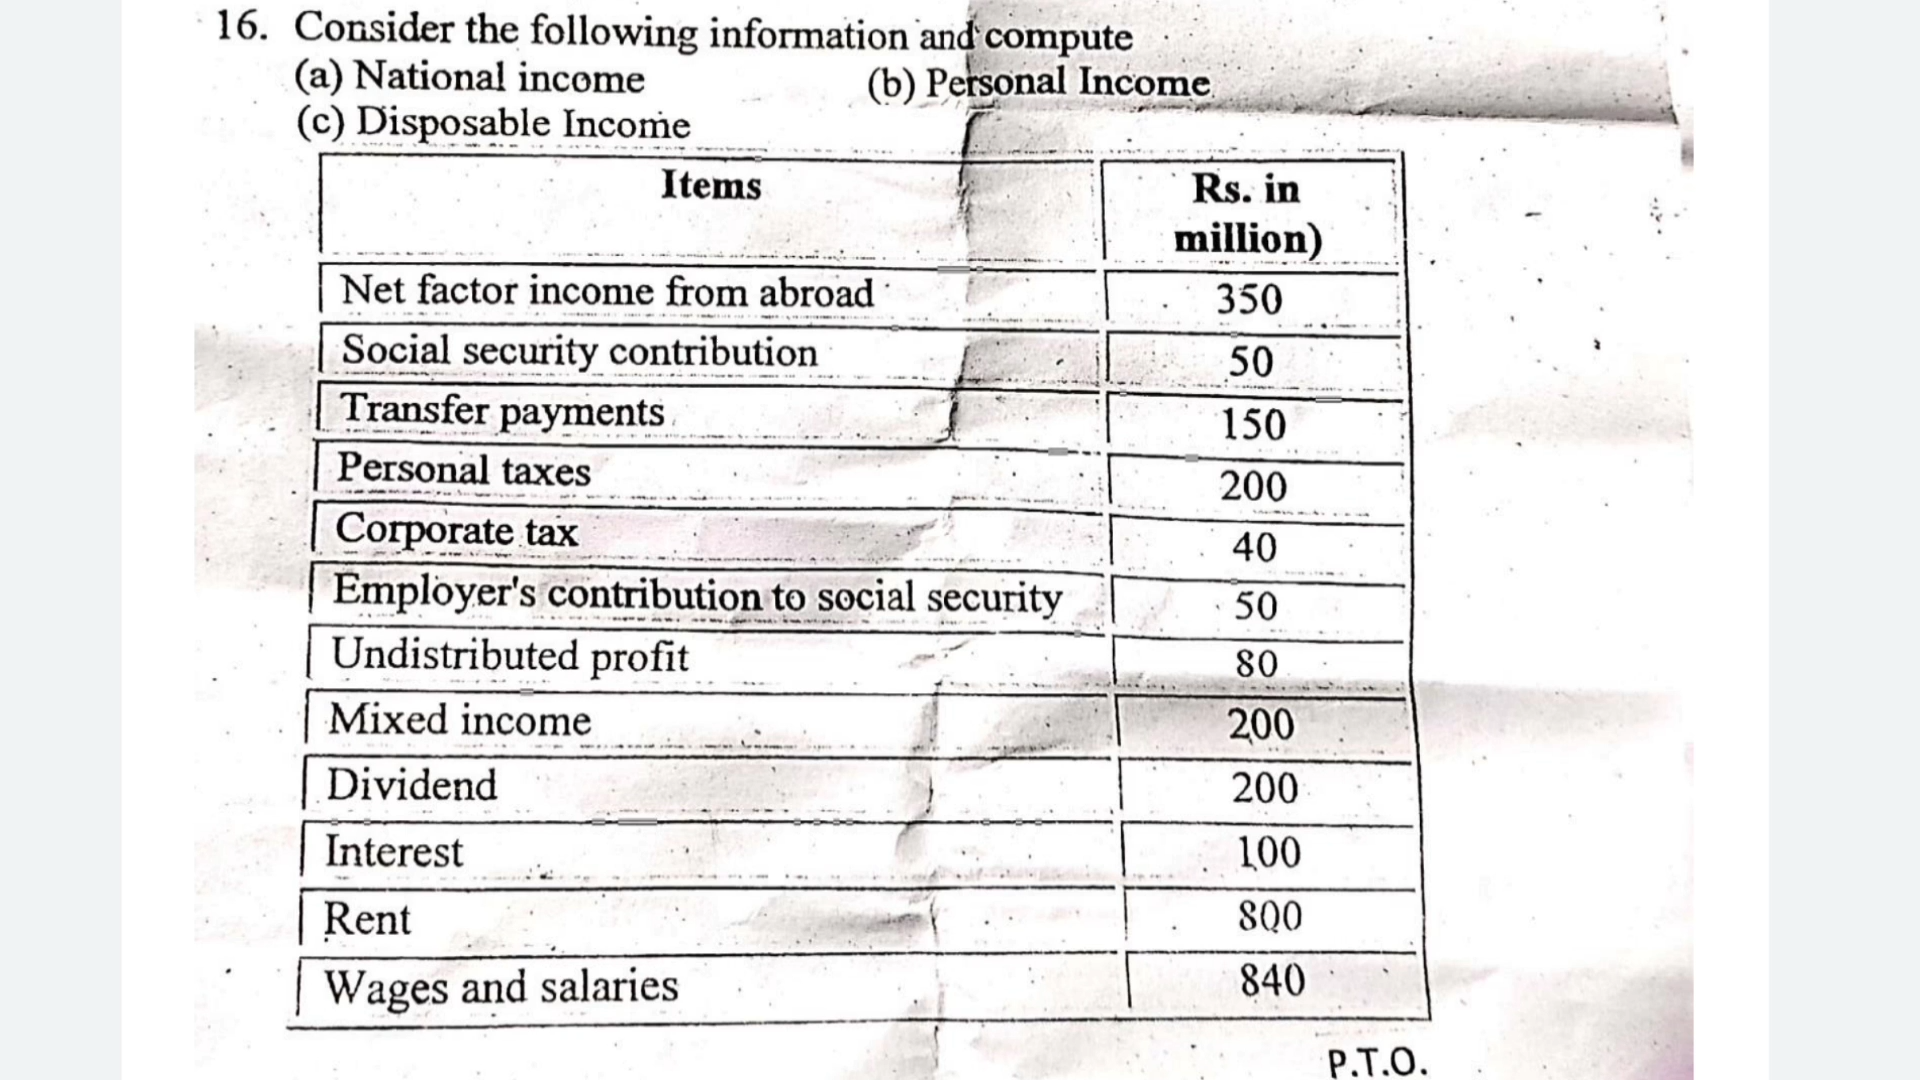 16. Consider the following information and compute
(a) National income (b) Personal Income
(c) Disposable Income
Items Rs. in million)
Net factor income from abroad 350
Social security contribution 50
Transfer payments 150
Personal taxes 200
Corporate tax 40
Employer's contribution to social security 50
Undistributed profit 80
Mixed income 200
Dividend 200
Interest 100
Rent 800
Wages and salaries 840
P.T.O.